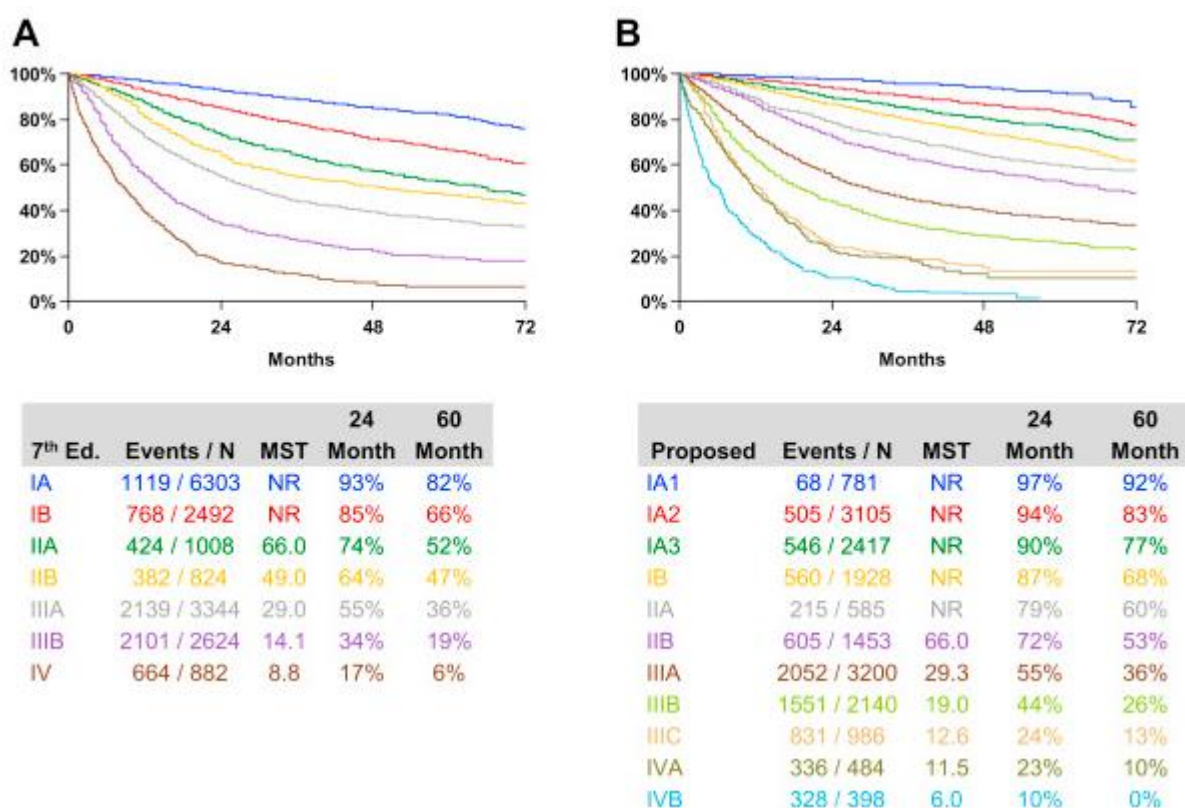 A
100%
80%
60%
40%
20%
0%
0 24 48 72
Months
24 60
7th Ed. Events / N MST Month Month
IA 1119 / 6303 NR 93% 82%
IB 768 / 2492 NR 85% 66%
IIA 424 / 1008 66.0 74% 52%
IIB 382 / 824 49.0 64% 47%
IIIA 2139 / 3344 29.0 55% 36%
IIIB 2101 / 2624 14.1 34% 19%
IV 664 / 882 8.8 17% 6%
B
100%
80%
60%
40%
20%
0%
0 24 48 72
Months
24 60
Proposed Events / N MST Month Month
IA1 68 / 781 NR 97% 92%
IA2 505 / 3105 NR 94% 83%
IA3 546 / 2417 NR 90% 77%
IB 560 / 1928 NR 87% 68%
IIA 215 / 585 NR 79% 60%
IIB 605 / 1453 66.0 72% 53%
IIIA 2052 / 3200 29.3 55% 36%
IIIB 1551 / 2140 19.0 44% 26%
IIIC 831 / 986 12.6 24% 13%
IVA 336 / 484 11.5 23% 10%
IVB 328 / 398 6.0 10% 0%